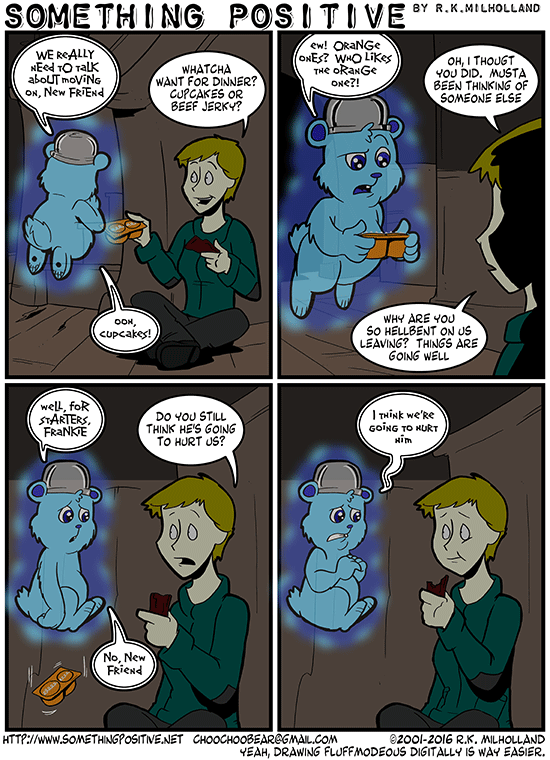 SOMETHING POSITIVE BY R.K.MILHOLLAND
WE REALLY
NEED TO TALK
ABOUT MOVING
ON, NEW FRIEND
WHATCHA
WANT FOR DINNER?
CUPCAKES OR
BEEF JERKY?
OOH,
CUPCAKES!
EW! ORANGE
ONES? WHO LIKES
THE ORANGE
ONE?!
OH, I THOUGT
YOU DID. MUSTA
BEEN THINKING OF
SOMEONE ELSE
WHY ARE YOU
SO HELLBENT ON US
LEAVING? THINGS ARE
GOING WELL
WELL, FOR
STARTERS,
FRANKIE
DO YOU STILL
THINK HE'S GOING
TO HURT US?
NO, NEW
FRIEND
I THINK WE'RE
GOING TO HURT
HIM
HTTP://WWW.SOMETHINGPOSITIVE.NET CHOOCHOOBEAR@GMAIL.COM ©2001-2016 R.K. MILHOLLAND
YEAH, DRAWING FLUFFMODEOUS DIGITALLY IS WAY EASIER.